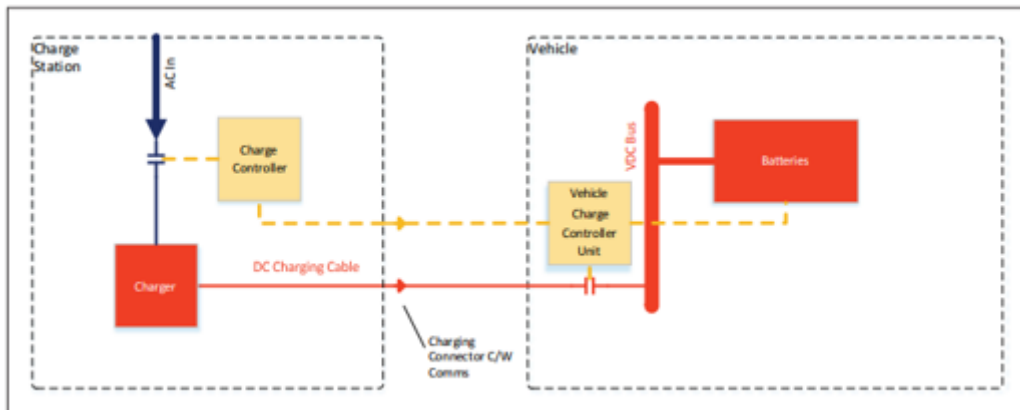 Charge
Station
AC In
Charge
Controller
Charger
DC Charging Cable
Charging
Connector C/W
Comms
Vehicle
Vehicle
Charge
Controller
Unit
VDC Bus
Batteries